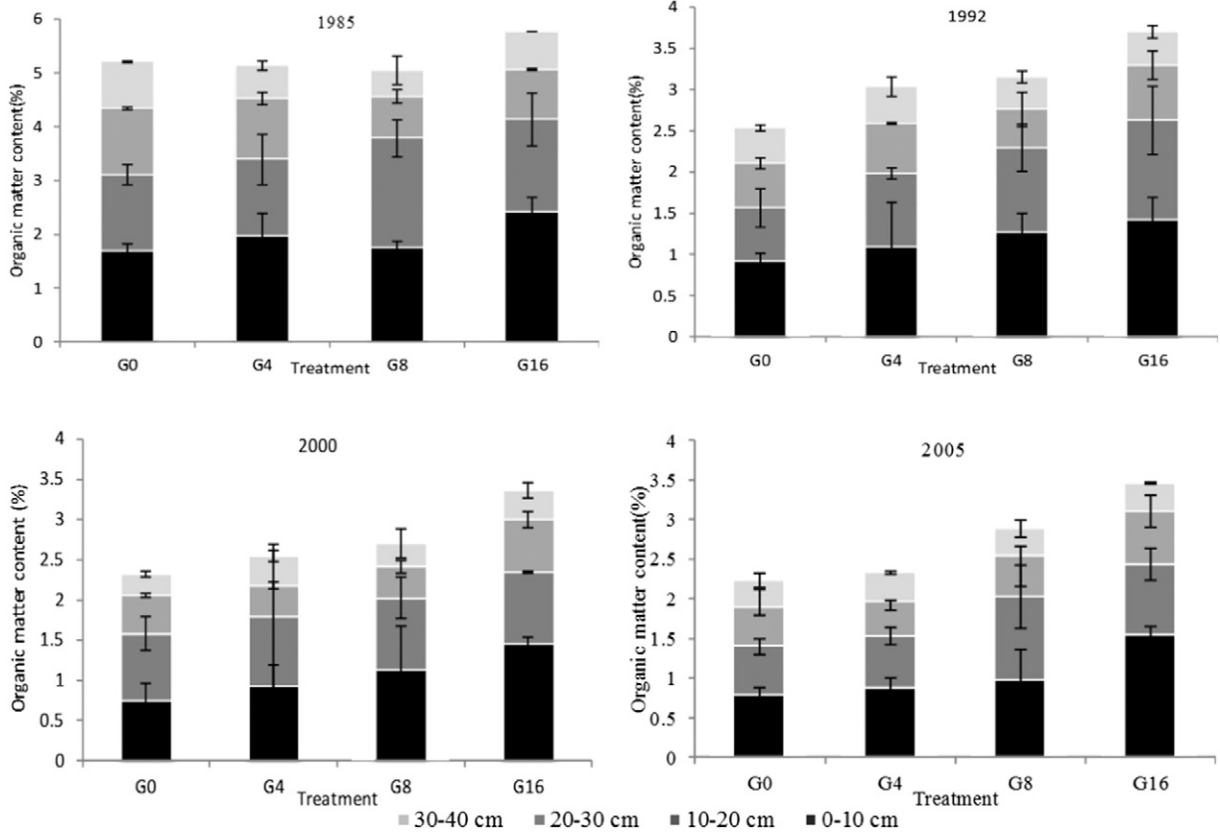 1985
Organic matter content(%)
6
5
4
3
2
1
0
G0 G4 G8 G16
Treatment
1992
Organic matter content(%)
4
3.5
3
2.5
2
1.5
1
0.5
0
G0 G4 G8 G16
Treatment
2000
Organic matter content (%)
4
3.5
3
2.5
2
1.5
1
0.5
0
G0 G4 G8 G16
Treatment
2005
Organic matter content(%)
4
3.5
3
2.5
2
1.5
1
0.5
0
G0 G4 G8 G16
Treatment
30-40 cm 20-30 cm 10-20 cm 0-10 cm